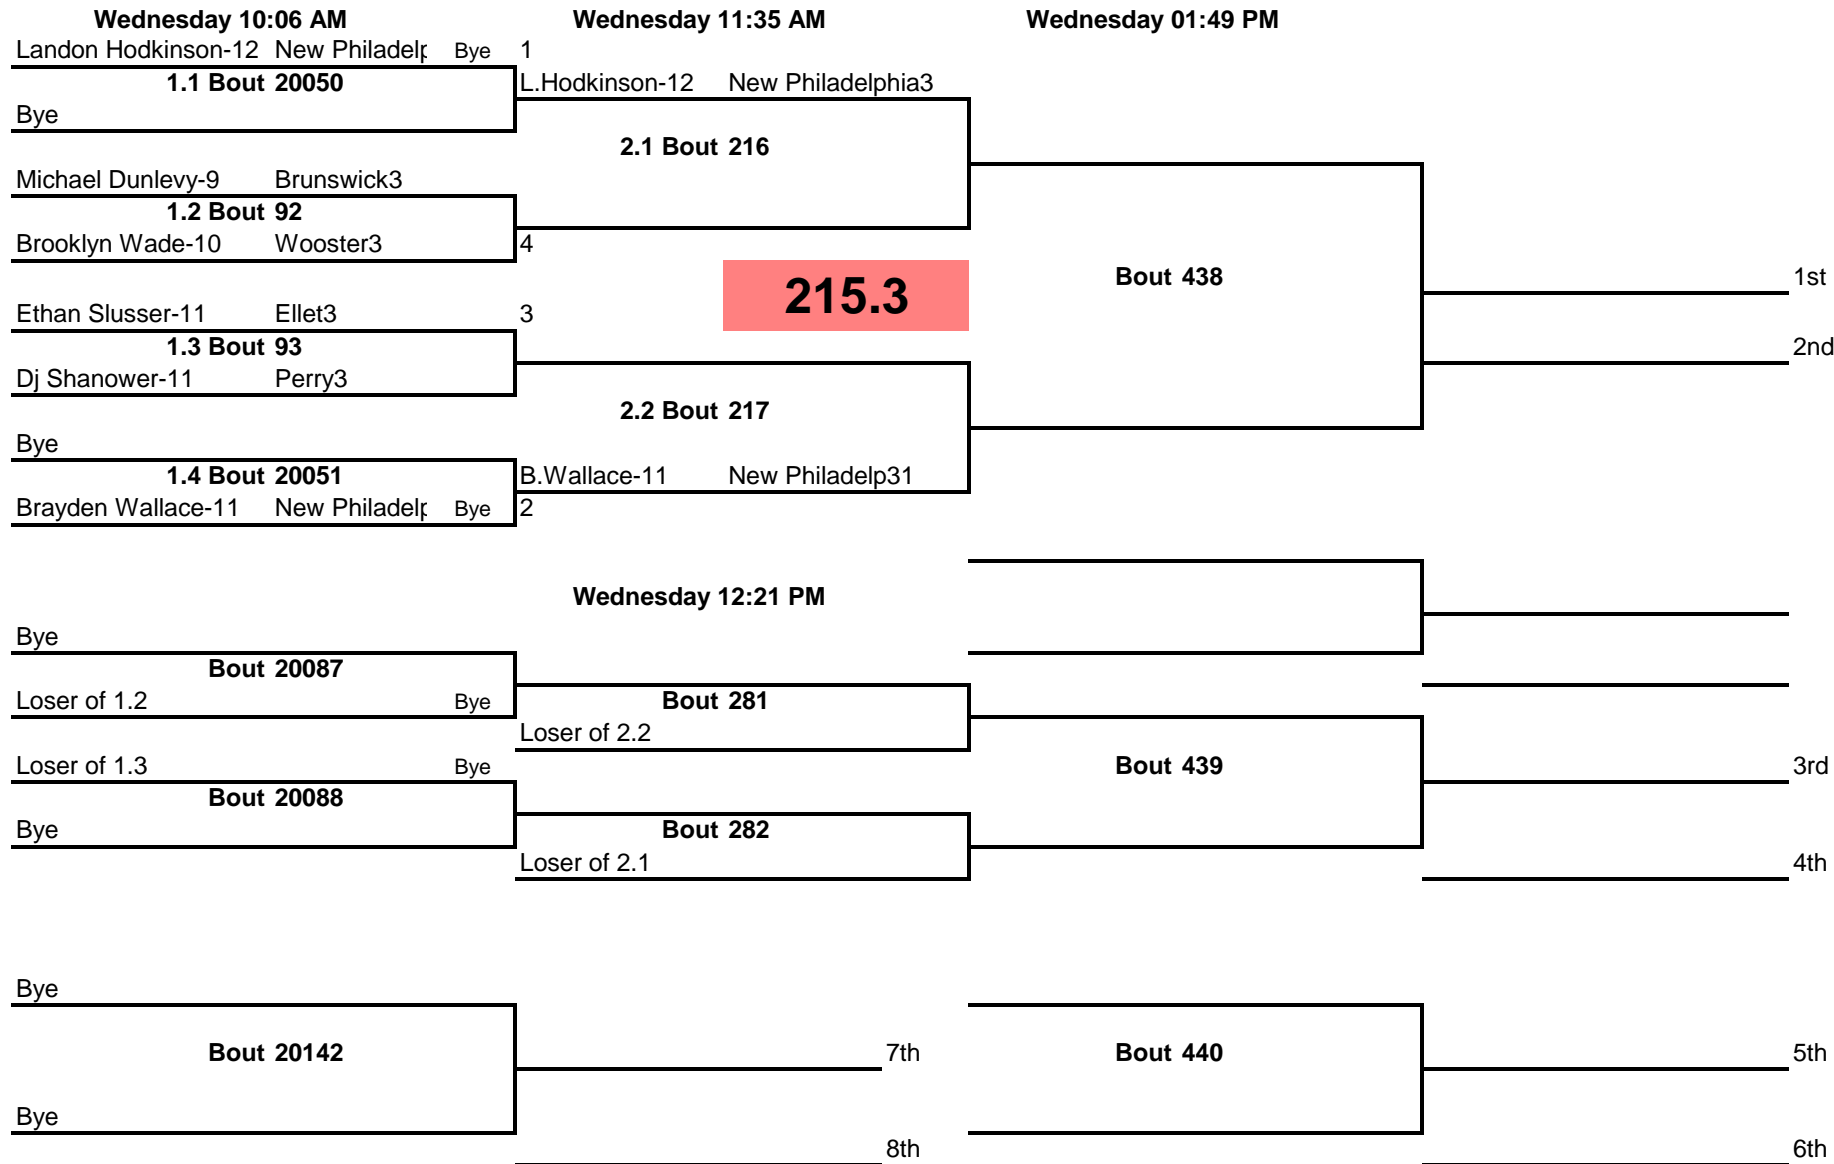 Wednesday 10:06 AM Wednesday 11:35 AM Wednesday 01:49 PM
Landon Hodkinson-12 New Philadelp Bye 1
1.1 Bout 20050 L.Hodkinson-12 New Philadelphia3
Bye
2.1 Bout 216
Michael Dunlevy-9 Brunswick3
1.2 Bout 92
Brooklyn Wade-10 Wooster3 4
215.3 Bout 438 1st
Ethan Slusser-11 Ellet3 3
1.3 Bout 93 2nd
Dj Shanower-11 Perry3
2.2 Bout 217
Bye
1.4 Bout 20051 B.Wallace-11 New Philadelp31
Brayden Wallace-11 New Philadelp Bye 2
Wednesday 12:21 PM
Bye
Bout 20087
Loser of 1.2 Bye Bout 281
Loser of 2.2
Loser of 1.3 Bye Bout 439 3rd
Bout 20088
Bye Bout 282
Loser of 2.1 4th
Bye
Bout 20142 7th Bout 440 5th
Bye
8th 6th